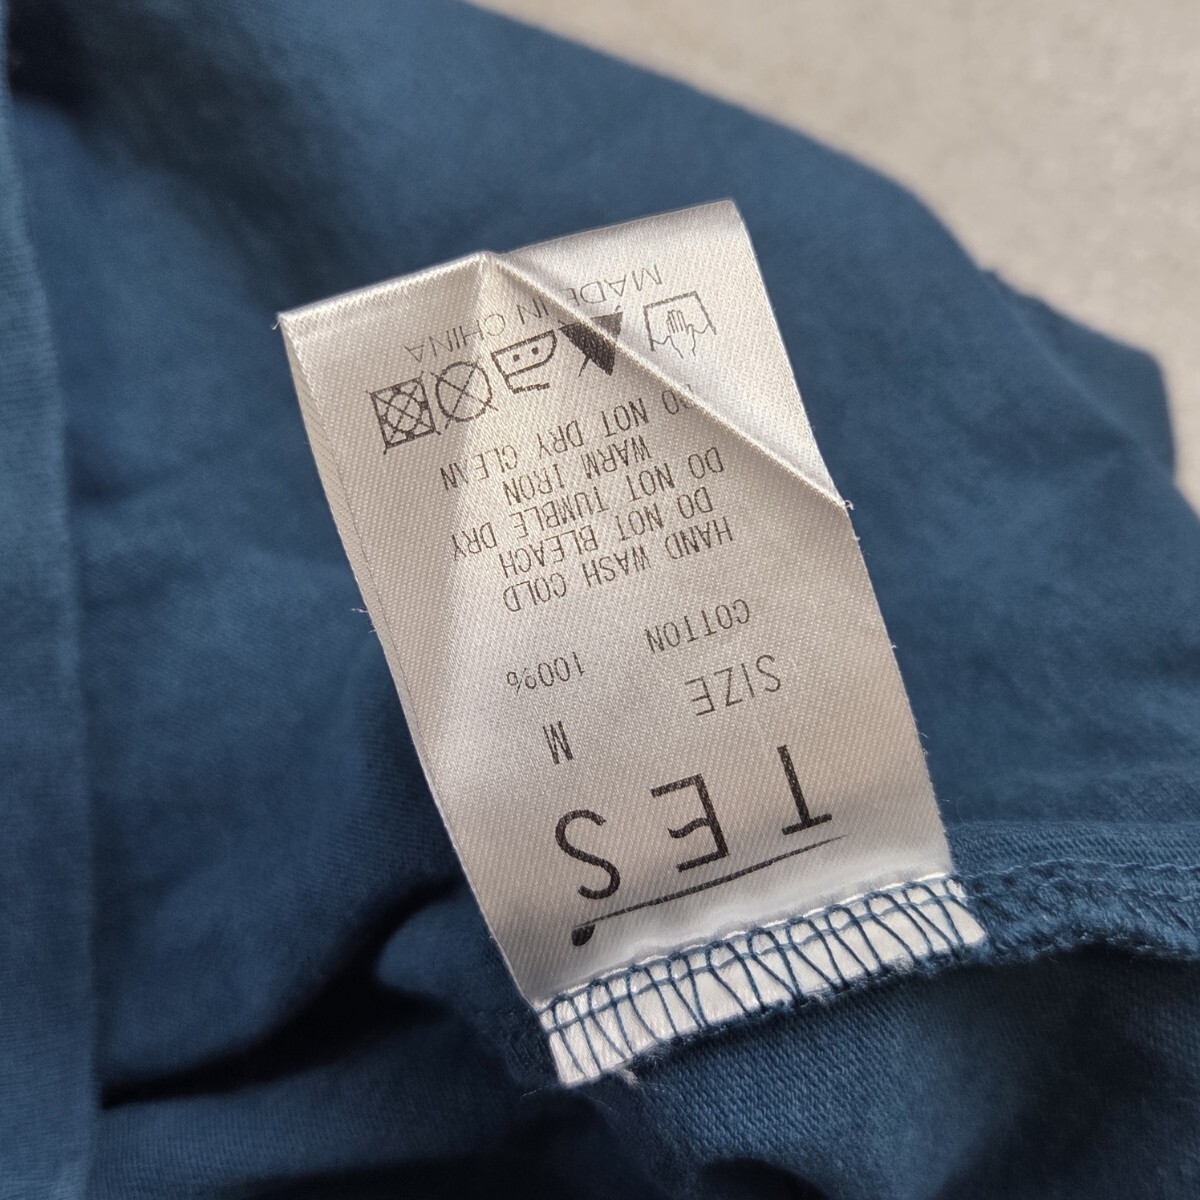 TES
SIZE M
COTTON 100%
HAND WASH COLD
DO NOT BLEACH
DO NOT TUMBLE DRY
WARM IRON
DO NOT DRY CLEAN
MADE IN CHINA